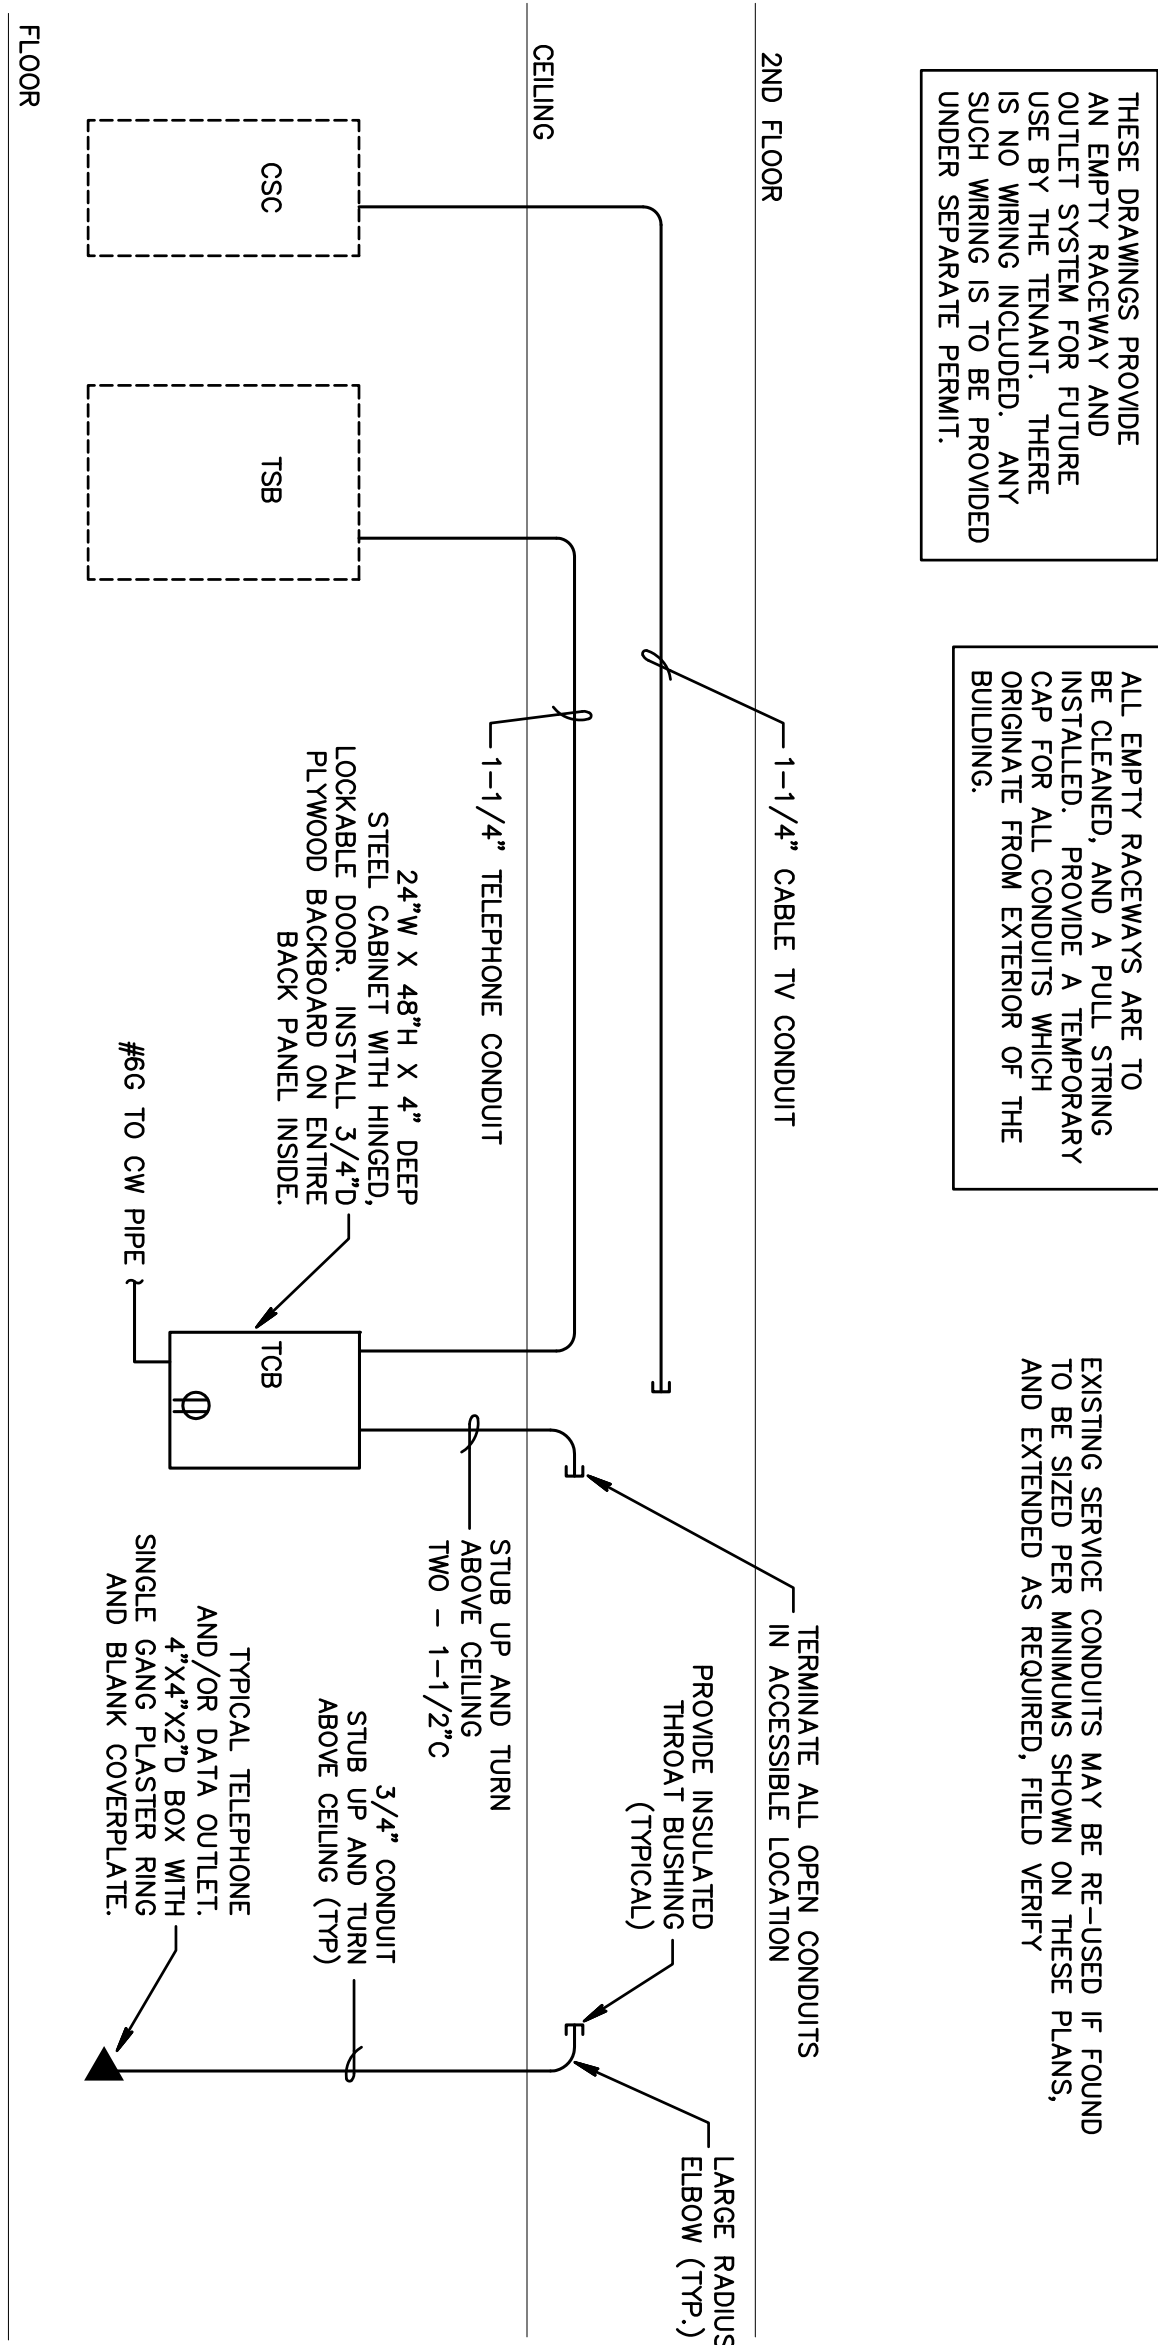 THESE DRAWINGS PROVIDE
AN EMPTY RACEWAY AND
OUTLET SYSTEM FOR FUTURE
USE BY THE TENANT.  THERE
IS NO WIRING INCLUDED.  ANY
SUCH WIRING IS TO BE PROVIDED
UNDER SEPARATE PERMIT.
ALL EMPTY RACEWAYS ARE TO
BE CLEANED, AND A PULL STRING
INSTALLED.  PROVIDE A TEMPORARY
CAP FOR ALL CONDUITS WHICH
ORIGINATE FROM EXTERIOR OF THE
BUILDING.
EXISTING SERVICE CONDUITS MAY BE RE-USED IF FOUND
TO BE SIZED PER MINIMUMS SHOWN ON THESE PLANS,
AND EXTENDED AS REQUIRED, FIELD VERIFY
2ND FLOOR
1-1/4" CABLE TV CONDUIT
TERMINATE ALL OPEN CONDUITS
IN ACCESSIBLE LOCATION
LARGE RADIUS
ELBOW (TYP.)
PROVIDE INSULATED
THROAT BUSHING
(TYPICAL)
CEILING
1-1/4" TELEPHONE CONDUIT
STUB UP AND TURN
ABOVE CEILING
TWO - 1-1/2"C
24"W X 48"H X 4" DEEP
STEEL CABINET WITH HINGED,
LOCKABLE DOOR.  INSTALL 3/4"D
PLYWOOD BACKBOARD ON ENTIRE
BACK PANEL INSIDE.
3/4" CONDUIT
STUB UP AND TURN
ABOVE CEILING (TYP)
CSC
TSB
TCB
TYPICAL TELEPHONE
AND/OR DATA OUTLET.
4"X4"X2"D BOX WITH
SINGLE GANG PLASTER RING
AND BLANK COVERPLATE.
#6G TO CW PIPE
FLOOR